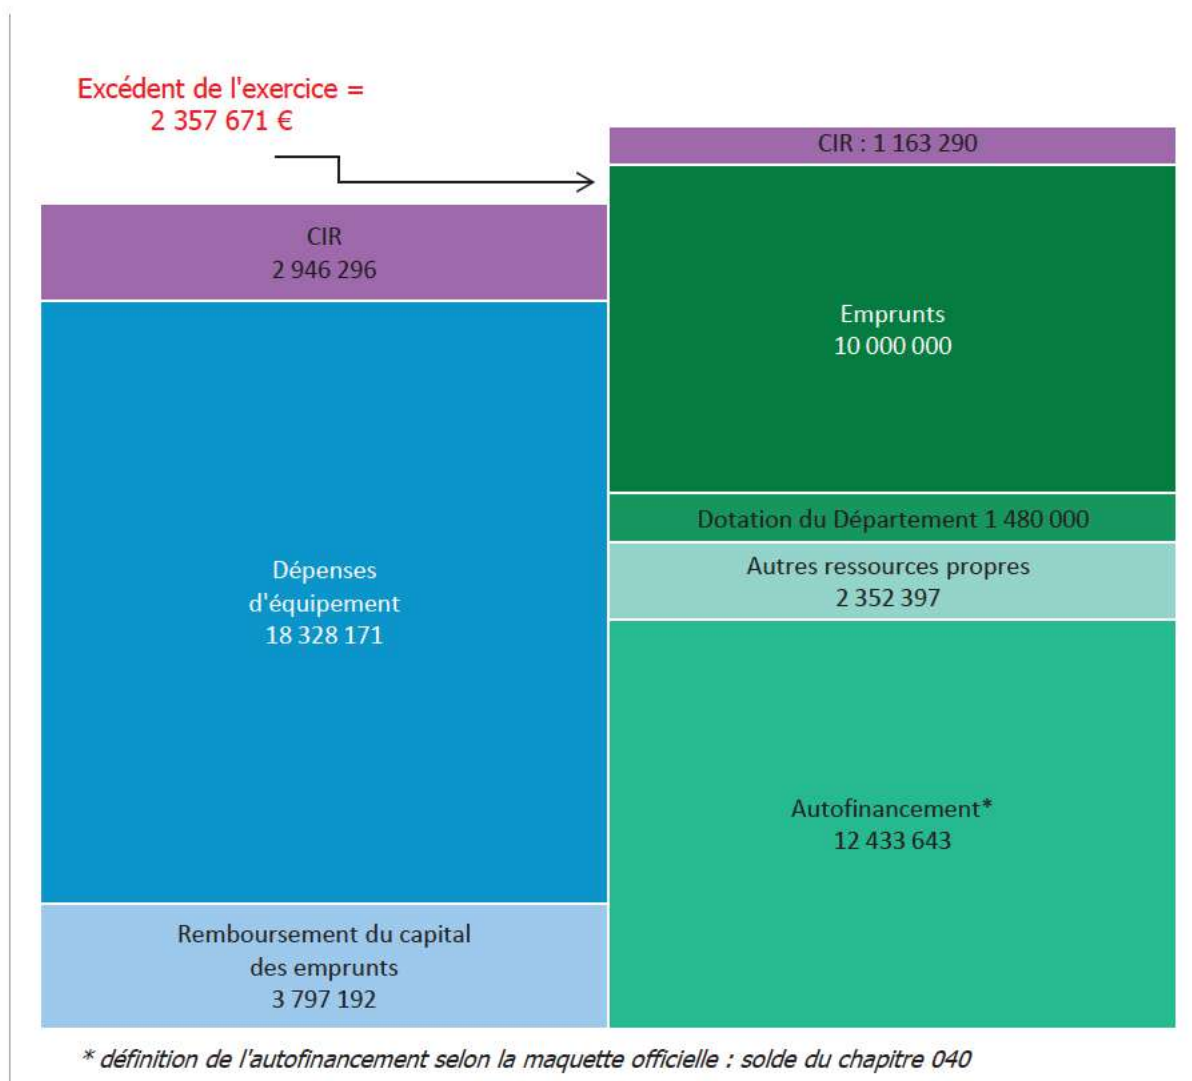 Excédent de l'exercice =
2 357 671 €
CIR
2 946 296
Dépenses
d'équipement
18 328 171
Remboursement du capital
des emprunts
3 797 192
CIR : 1 163 290
Emprunts
10 000 000
Dotation du Département 1 480 000
Autres ressources propres
2 352 397
Autofinancement*
12 433 643
* définition de l'autofinancement selon la maquette officielle : solde du chapitre 040